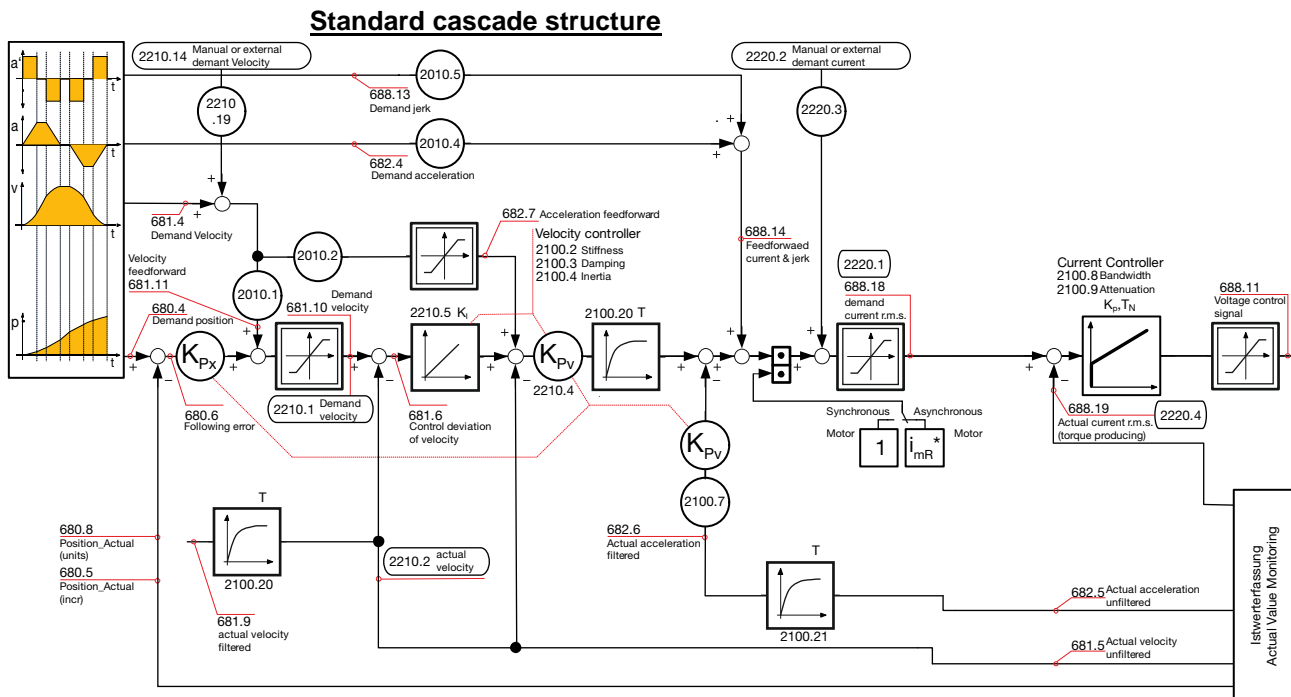 Standard cascade structure
a'
t
a
t
v
t
p
t
2210.14 Manual or external
demant Velocity
2210
.19
2010.5
688.13
Demand jerk
2010.4
682.4
Demand acceleration
2220.2 Manual or external
demant current
2220.3
681.4
Demand Velocity
2010.2
682.7 Acceleration feedforward
Velocity controller
2100.2 Stiffness
2100.3 Damping
2100.4 Inertia
688.14
Feedforwaed
current & jerk
Velocity
feedforward
681.11
2010.1
680.4
Demand position
KPx
680.6
Following error
681.10 Demand
velocity
2210.1 Demand
velocity
2210.5 KI
681.6
Control deviation
of velocity
KPv
2210.4
2100.20 T
2220.1
688.18
demand
current r.m.s.
Current Controller
2100.8 Bandwidth
2100.9 Attenuation
KP,TN
688.11
Voltage control
signal
Synchronous
Motor
1
Asynchronous
Motor
imR*
688.19
Actual current r.m.s.
(torque producing)
2220.4
KPv
2100.7
682.6
Actual acceleration
filtered
T
2100.21
680.8
Position_Actual
(units)
680.5
Position_Actual
(incr)
T
2100.20
681.9
actual velocity
filtered
2210.2 actual
velocity
682.5 Actual acceleration
unfiltered
681.5 Actual velocity
unfiltered
Istwerterfassung
Actual Value Monitoring